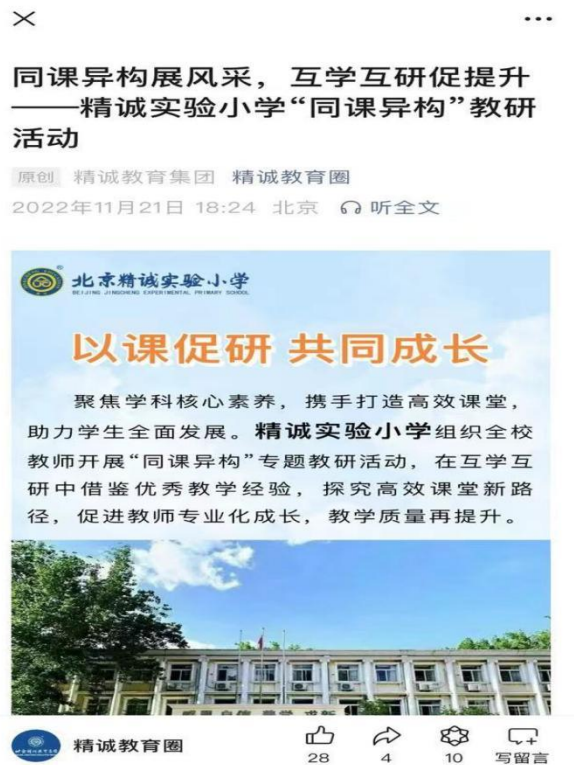 同课异构展风采，互学互研促提升
——精诚实验小学“同课异构”教研
活动
原创 精诚教育集团 精诚教育圈
2022年11月21日 18:24 北京 听全文
北京精诚实验小学
BEIJING JINGCHENG EXPERIMENTAL PRIMARY SCHOOL
以课促研 共同成长
聚焦学科核心素养，携手打造高效课堂，
助力学生全面发展。精诚实验小学组织全校
教师开展“同课异构”专题教研活动，在互学互
研中借鉴优秀教学经验，探究高效课堂新路
径，促进教师专业化成长，教学质量再提升。
精诚教育圈
28 4 10 写留言